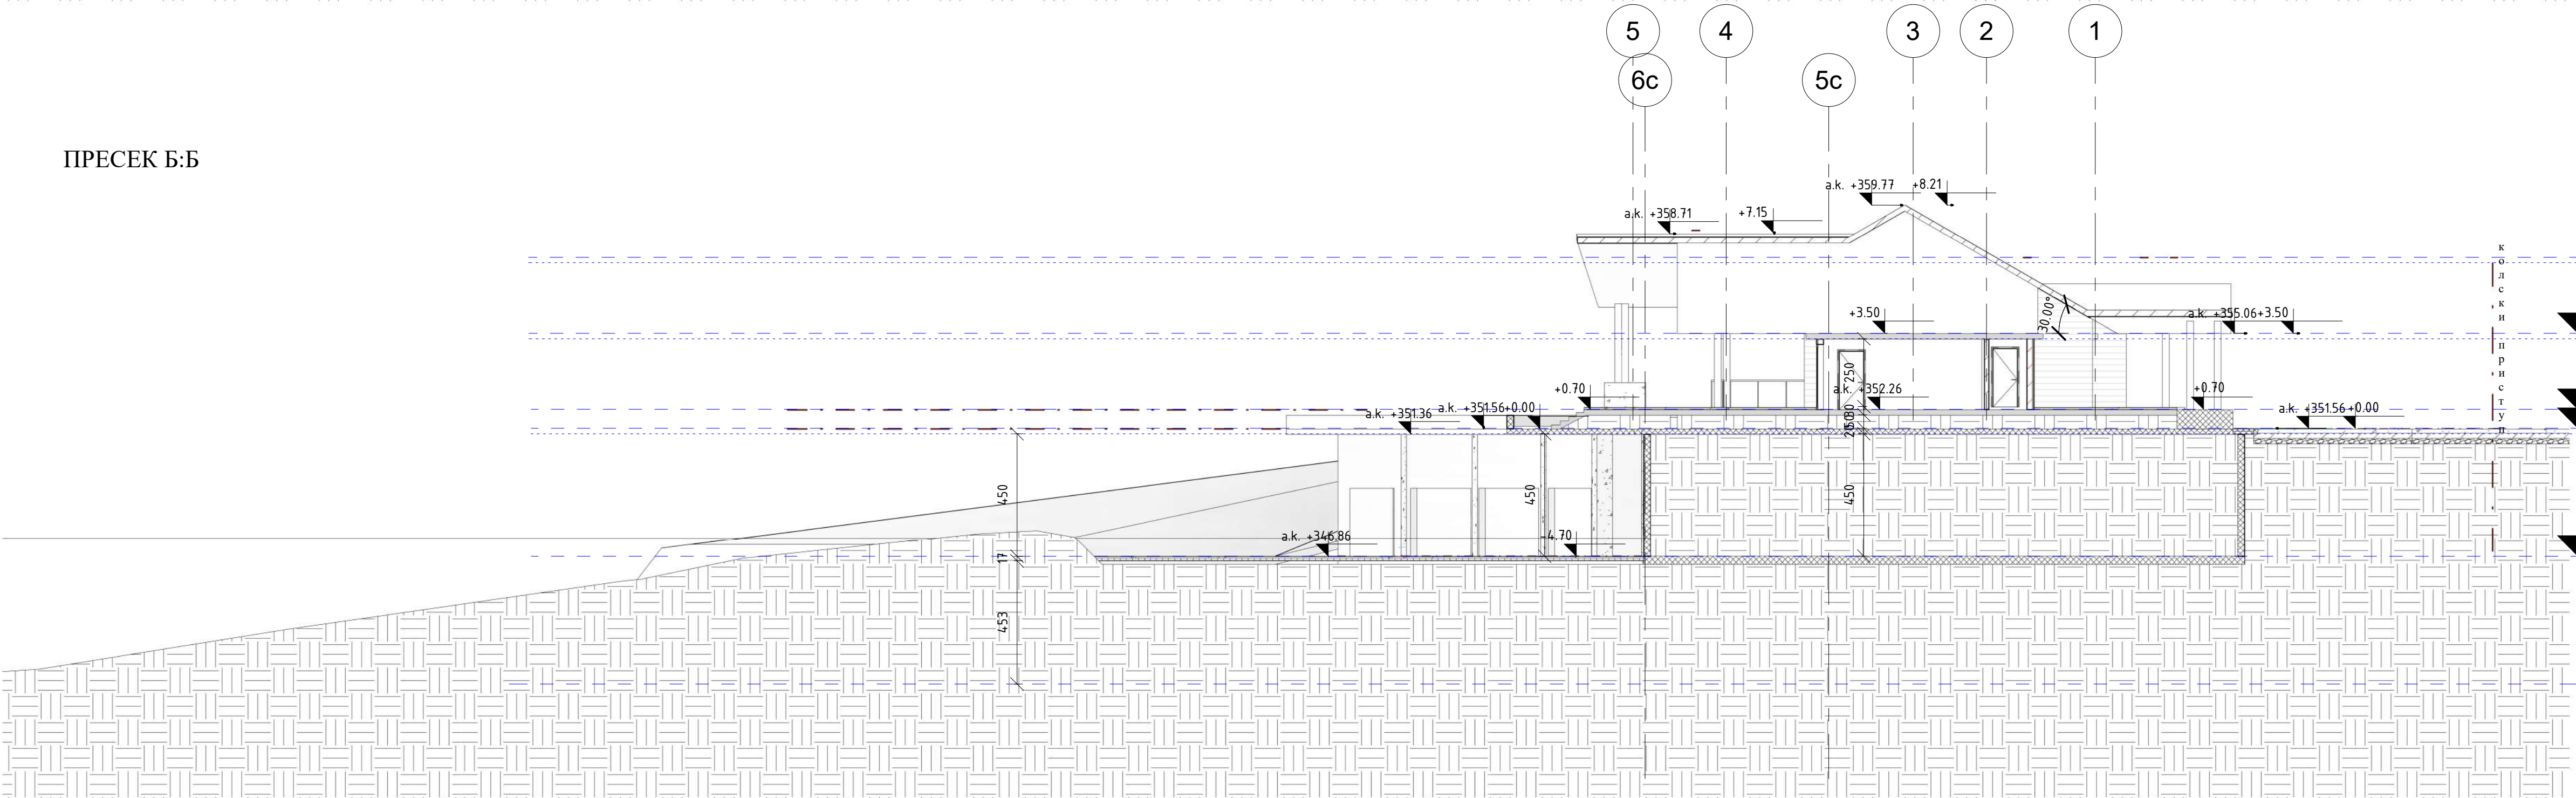 5
4
3
2
1
6c
5c
ПРЕСЕК Б:Б
a.k. +359.77
+8.21
a.k. +358.71
+7.15
колски приступ
30.00°
+3.50
a.k. +355.06
+3.50
250
+0.70
a.k. +352.26
+0.70
a.k. +351.36
a.k. +351.56
+0.00
a.k. +351.56
+0.00
450
450
450
a.k. +346.86
-4.70
17
453